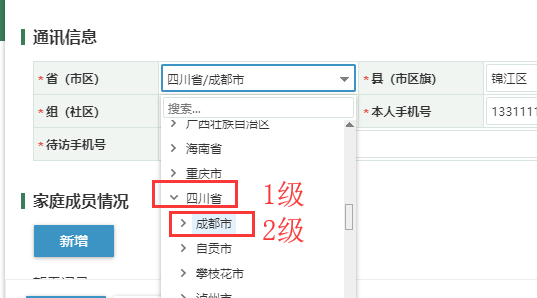 通讯信息
*省（市区） 四川省/成都市 *县（市区旗） 锦江区
搜索...
*组（社区） 广西壮族自治区 *本人手机号 1331111
*待访手机号 海南省
重庆市
家庭成员情况 四川省 1级
新增 成都市 2级
自贡市
攀枝花市